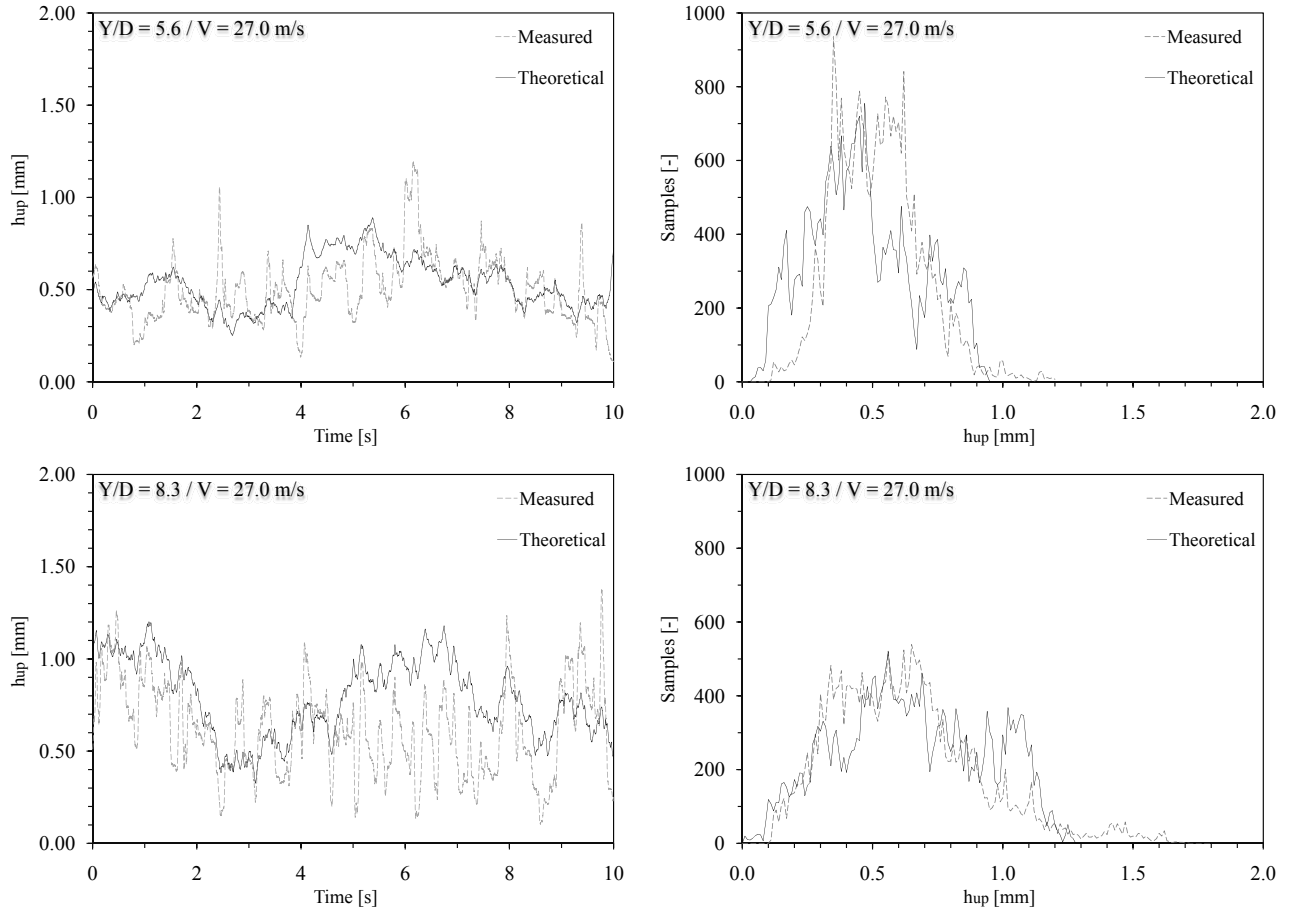 Y/D = 5.6 / V = 27.0 m/s
Measured
Theoretical
2.00
1.50
1.00
0.50
0.00
hup [mm]
0 2 4 6 8 10
Time [s]
Y/D = 5.6 / V = 27.0 m/s
Measured
Theoretical
1000
800
600
400
200
0
Samples [-]
0.0 0.5 1.0 1.5 2.0
hup [mm]
Y/D = 8.3 / V = 27.0 m/s
Measured
Theoretical
2.00
1.50
1.00
0.50
0.00
hup [mm]
0 2 4 6 8 10
Time [s]
Y/D = 8.3 / V = 27.0 m/s
Measured
Theoretical
1000
800
600
400
200
0
Samples [-]
0.0 0.5 1.0 1.5 2.0
hup [mm]